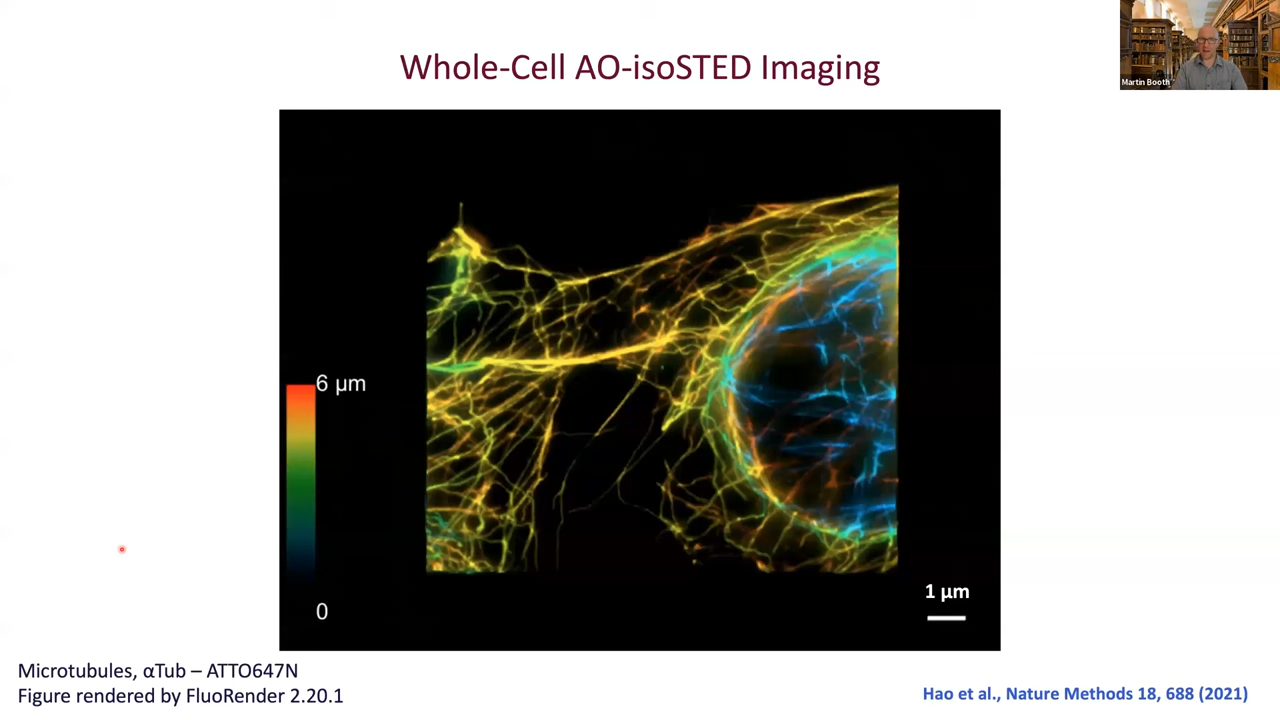 Whole-Cell AO-isoSTED Imaging
Martin Booth
6 μm
0
1 μm
Microtubules, αTub – ATTO647N
Figure rendered by FluoRender 2.20.1
Hao et al., Nature Methods 18, 688 (2021)